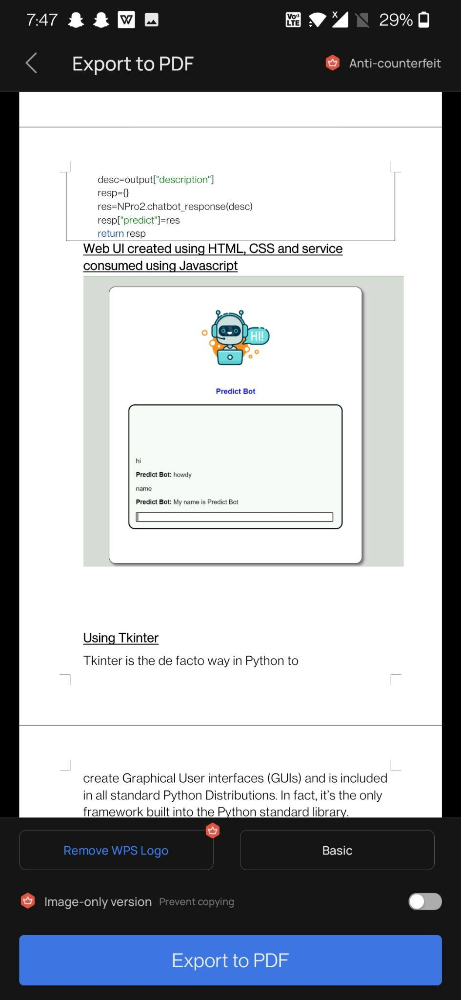 7:47
Vo))
LTE
X
29%
Export to PDF
Anti-counterfeit
desc=output["description"]
resp={}
res=NPro2.chatbot_response(desc)
resp["predict"]=res
return resp
Web UI created using HTML, CSS and service
consumed using Javascript
HI!
Predict Bot
hi
Predict Bot: howdy
name
Predict Bot: My name is Predict Bot
Using Tkinter
Tkinter is the de facto way in Python to
create Graphical User interfaces (GUIs) and is included
in all standard Python Distributions. In fact, it’s the only
framework built into the Python standard library.
Remove WPS Logo
Basic
Image-only version Prevent copying
Export to PDF